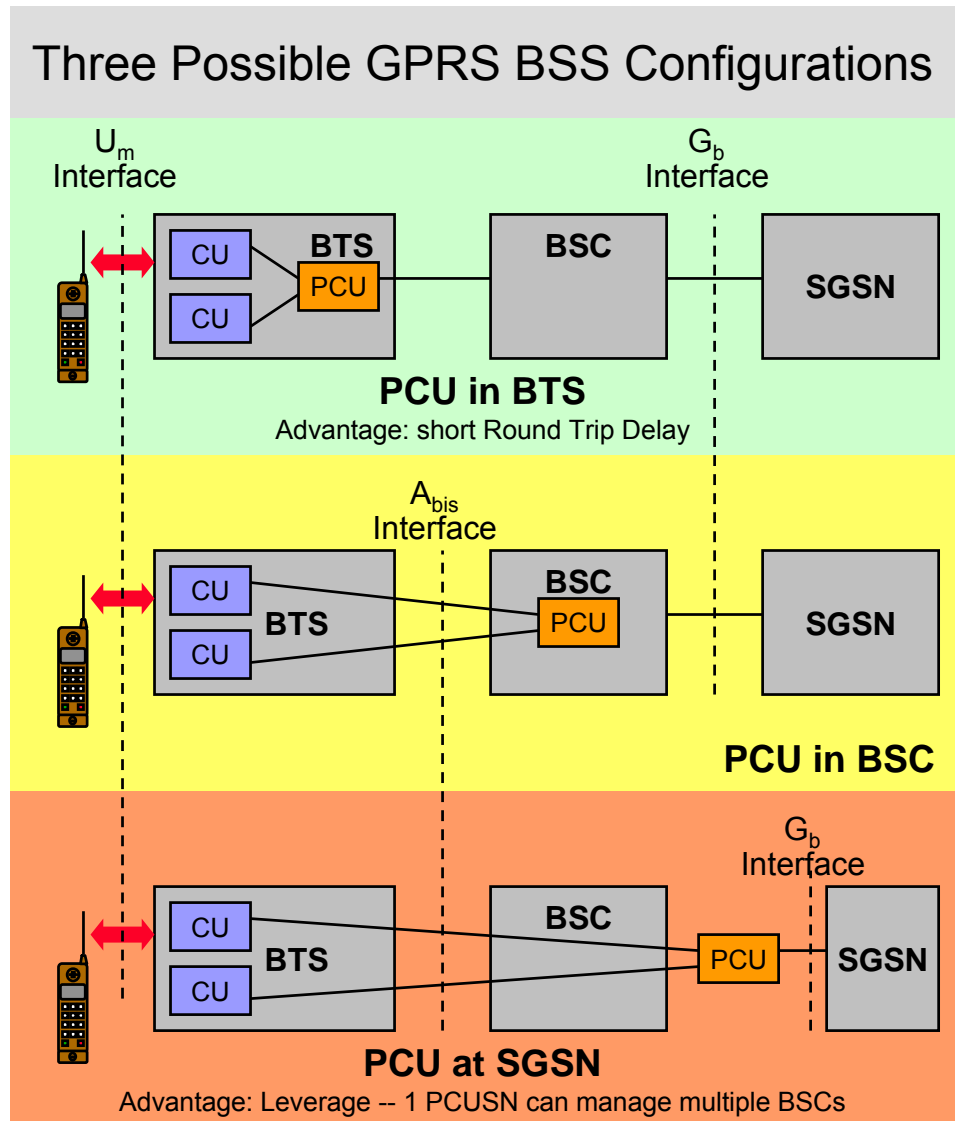 Three Possible GPRS BSS Configurations
Um
Interface
Gb
Interface
CU
CU
BTS
PCU
BSC
SGSN
PCU in BTS
Advantage: short Round Trip Delay
Abis
Interface
CU
CU
BTS
BSC
PCU
SGSN
PCU in BSC
Gb
Interface
CU
CU
BTS
BSC
PCU
SGSN
PCU at SGSN
Advantage: Leverage -- 1 PCUSN can manage multiple BSCs